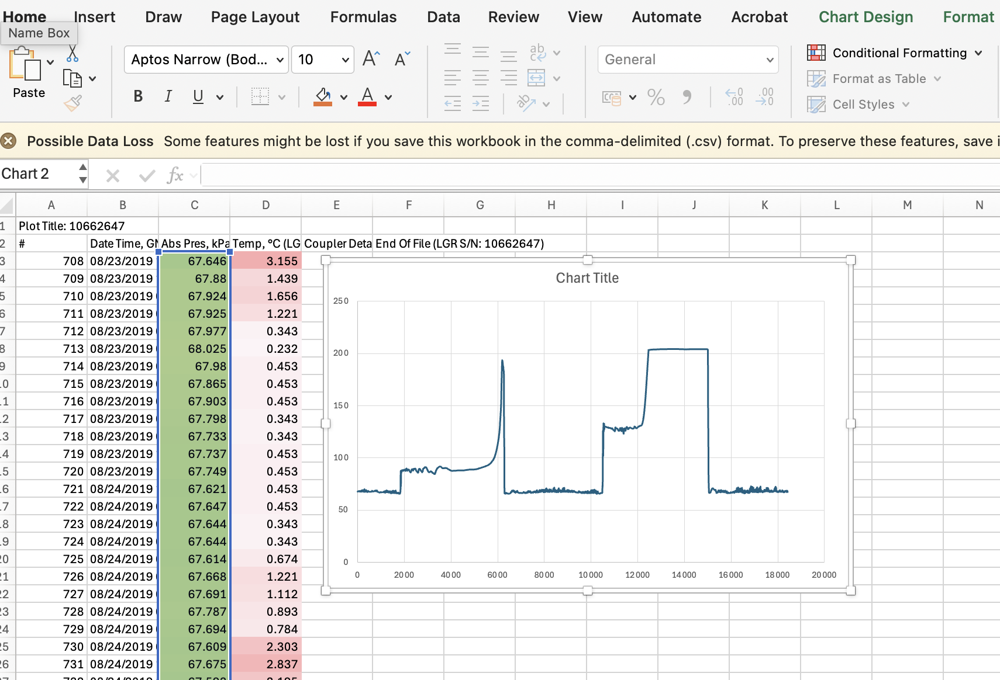 Home Insert Draw Page Layout Formulas Data Review View Automate Acrobat Chart Design Format
Name Box
Paste
Aptos Narrow (Bod... 10
B I U A
General
Conditional Formatting
Format as Table
Cell Styles
Possible Data Loss Some features might be lost if you save this workbook in the comma-delimited (.csv) format. To preserve these features, save i
Chart 2 fx
A B C D E F G H I J K L M N
1 Plot Title: 10662647
2 # Date Time, GM Abs Pres, kPa Temp, °C (LG Coupler Deta End Of File (LGR S/N: 10662647)
3 708 08/23/2019 67.646 3.155
4 709 08/23/2019 67.88 1.439
5 710 08/23/2019 67.924 1.656
6 711 08/23/2019 67.925 1.221
7 712 08/23/2019 67.977 0.343
8 713 08/23/2019 68.025 0.232
9 714 08/23/2019 67.98 0.453
0 715 08/23/2019 67.865 0.453
1 716 08/23/2019 67.903 0.453
2 717 08/23/2019 67.798 0.343
3 718 08/23/2019 67.733 0.343
4 719 08/23/2019 67.737 0.453
5 720 08/23/2019 67.749 0.453
6 721 08/24/2019 67.621 0.453
7 722 08/24/2019 67.647 0.453
8 723 08/24/2019 67.644 0.343
9 724 08/24/2019 67.644 0.343
20 725 08/24/2019 67.614 0.674
21 726 08/24/2019 67.668 1.221
22 727 08/24/2019 67.691 1.112
23 728 08/24/2019 67.787 0.893
24 729 08/24/2019 67.694 0.784
25 730 08/24/2019 67.609 2.303
26 731 08/24/2019 67.675 2.837
Chart Title
250
200
150
100
50
0
0 2000 4000 6000 8000 10000 12000 14000 16000 18000 20000